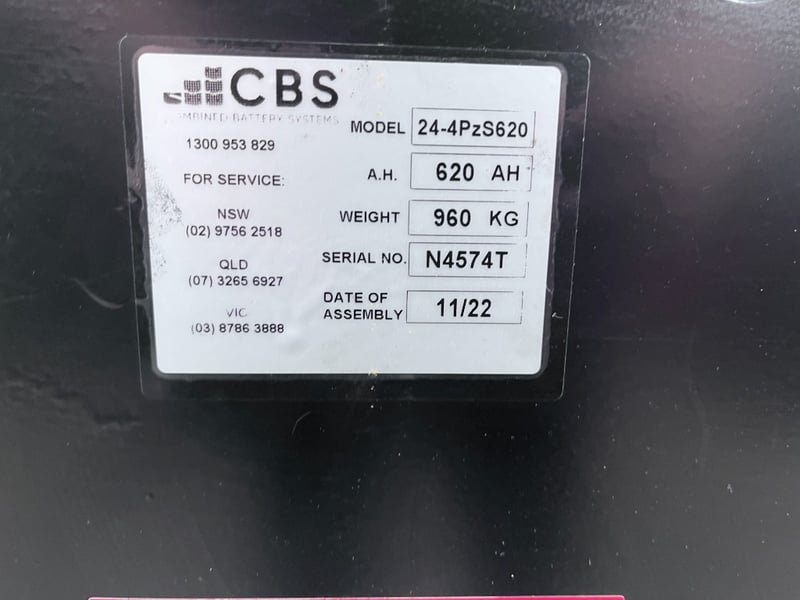 CBS
COMBINED BATTERY SYSTEMS
1300 953 829
FOR SERVICE:
NSW
(02) 9756 2518
QLD
(07) 3265 6927
VIC
(03) 8786 3888
MODEL 24-4PzS620
A.H. 620 AH
WEIGHT 960 KG
SERIAL NO. N4574T
DATE OF
ASSEMBLY 11/22